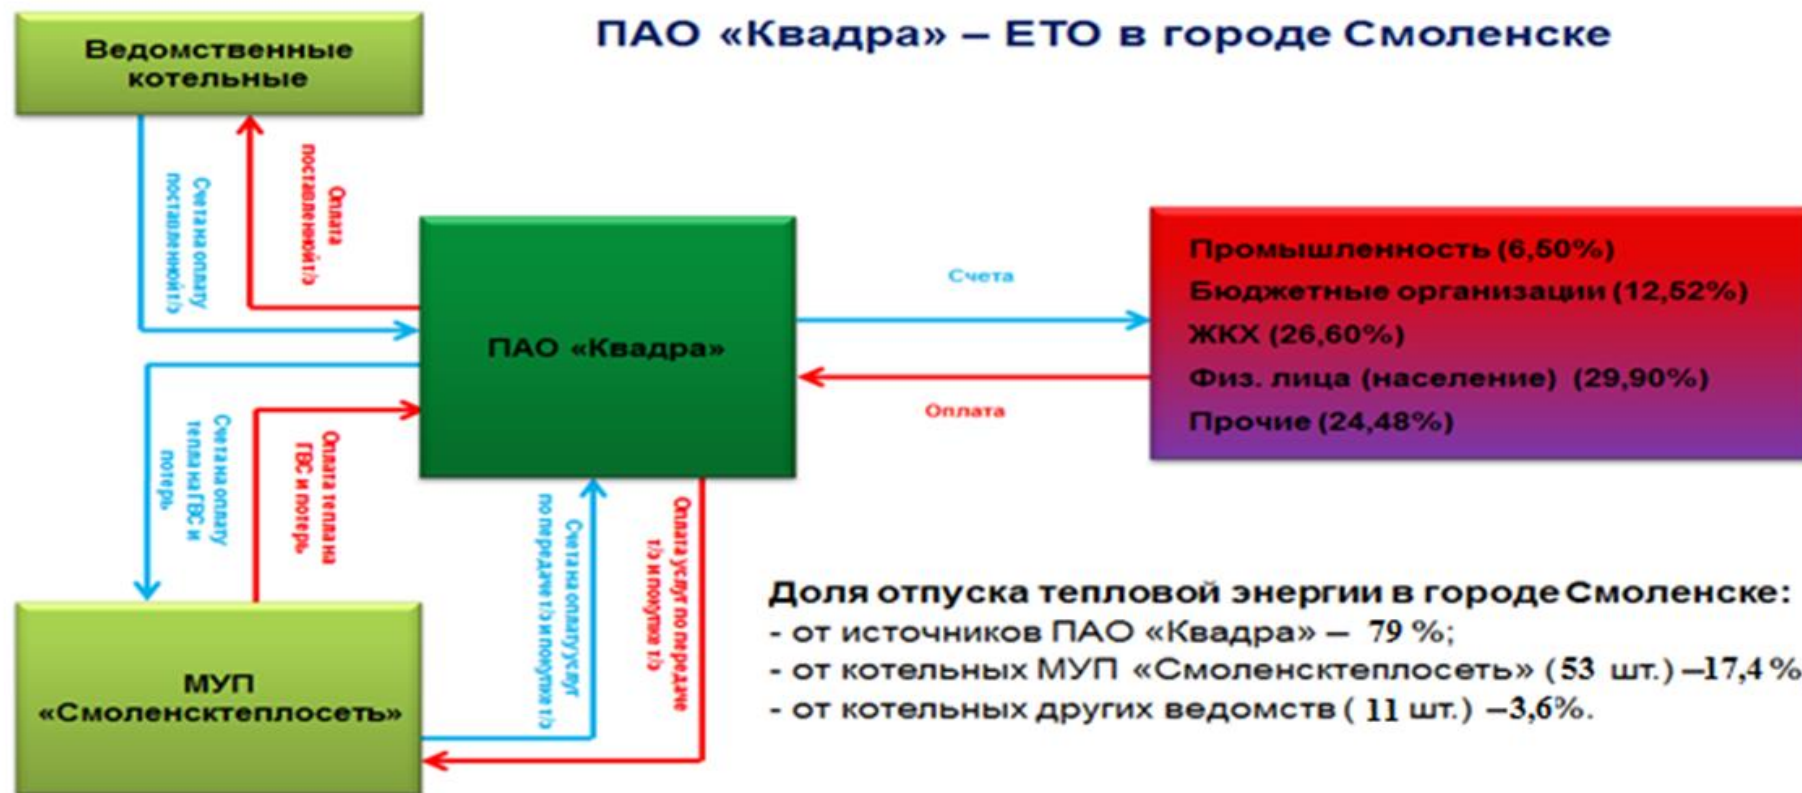 ПАО «Квадра» – ЕТО в городе Смоленске
Ведомственные
котельные
Счета на оплату
поставленной т/э
Оплата
поставленной т/э
ПАО «Квадра»
Счета
Оплата
Промышленность (6,50%)
Бюджетные организации (12,52%)
ЖКХ (26,60%)
Физ. лица (население) (29,90%)
Прочие (24,48%)
Счета на оплату
тепла на ГВС и
потерь
Оплата тепла на
ГВС и потерь
Счета на оплату услуг
по передаче т/э и покупке т/э
Оплата услуг по передаче
т/э и покупке т/э
МУП
«Смоленсктеплосеть»
Доля отпуска тепловой энергии в городе Смоленске:
- от источников ПАО «Квадра» – 79 %;
- от котельных МУП «Смоленсктеплосеть» ( 53 шт.) –17,4 %
- от котельных других ведомств ( 11 шт.) –3,6%.